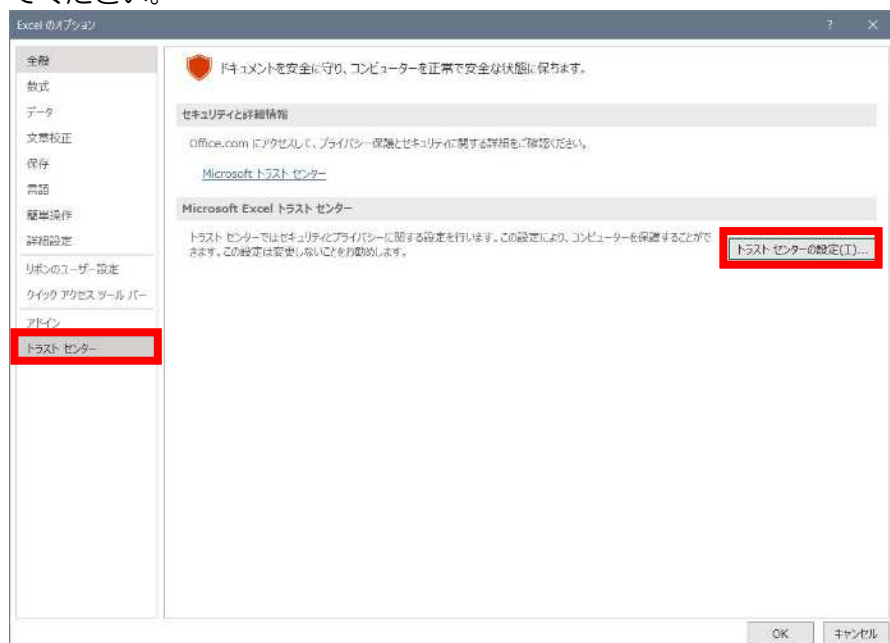 てください。
Excel のオプション
? ×
全般
数式
データ
文章校正
保存
言語
簡単操作
詳細設定
リボンのユーザー設定
クイック アクセス ツール バー
アドイン
トラスト センター
ドキュメントを安全に守り、コンピューターを正常で安全な状態に保ちます。
セキュリティと詳細情報
Office.com にアクセスして、プライバシー保護とセキュリティに関する詳細をご確認ください。
Microsoft トラスト センター
Microsoft Excel トラスト センター
トラスト センターではセキュリティとプライバシーに関する設定を行います。この設定により、コンピューターを保護することがで
きます。この設定は変更しないことをお勧めします。
トラスト センターの設定(T)...
OK
キャンセル